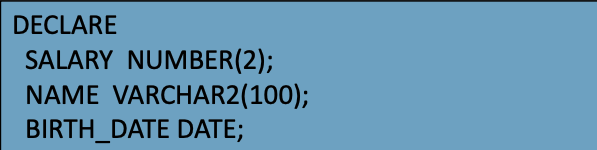 DECLARE
SALARY NUMBER(2);
NAME VARCHAR2(100);
BIRTH_DATE DATE;